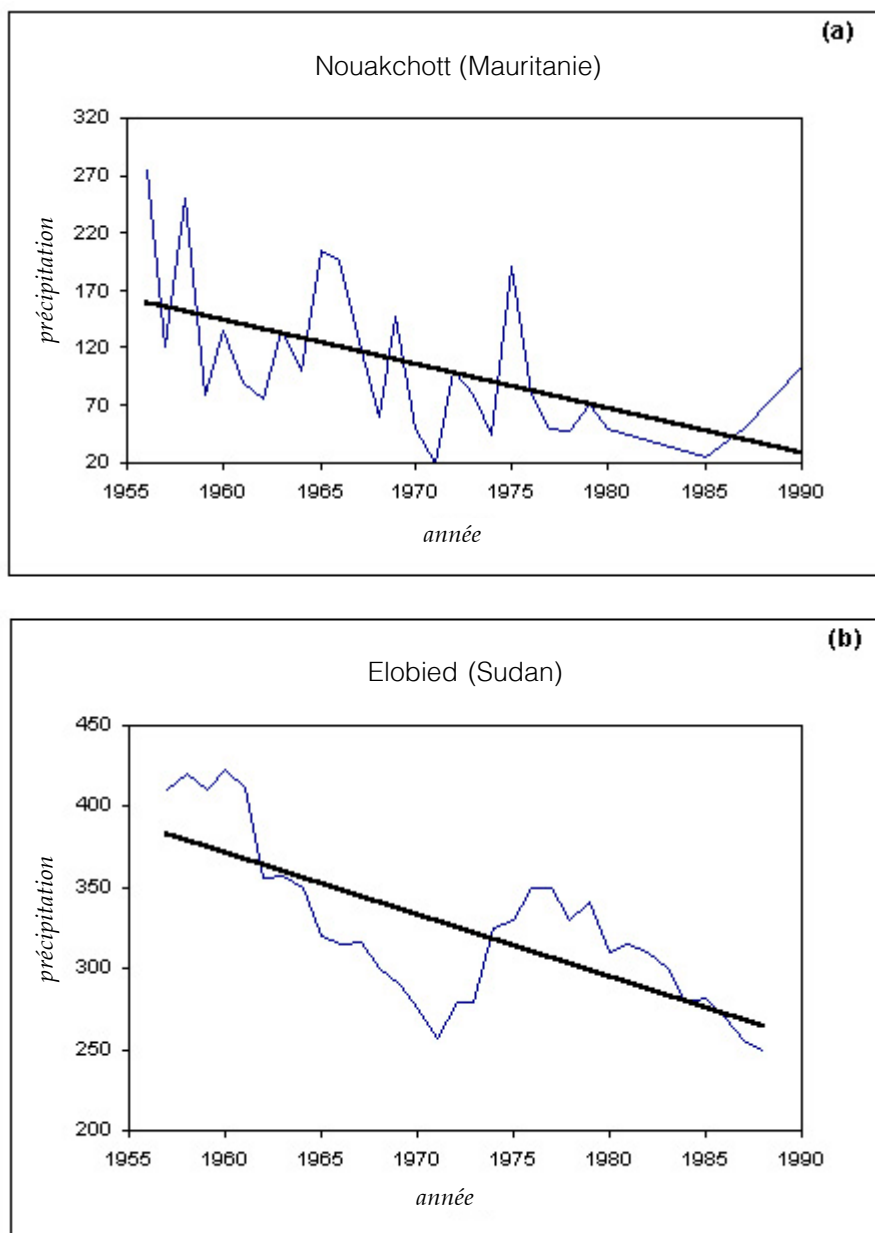 (a)
Nouakchott (Mauritanie)
précipitation
320
270
220
170
120
70
20
1955 1960 1965 1970 1975 1980 1985 1990
année
(b)
Elobied (Sudan)
précipitation
450
400
350
300
250
200
1955 1960 1965 1970 1975 1980 1985 1990
année